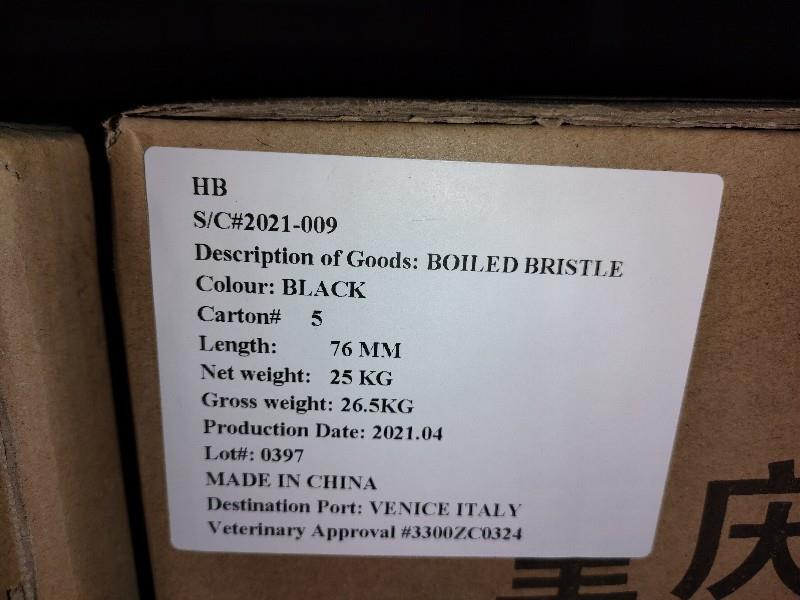 HB
S/C#2021-009
Description of Goods: BOILED BRISTLE
Colour: BLACK
Carton# 5
Length: 76 MM
Net weight: 25 KG
Gross weight: 26.5KG
Production Date: 2021.04
Lot#: 0397
MADE IN CHINA
Destination Port: VENICE ITALY
Veterinary Approval #3300ZC0324
庆